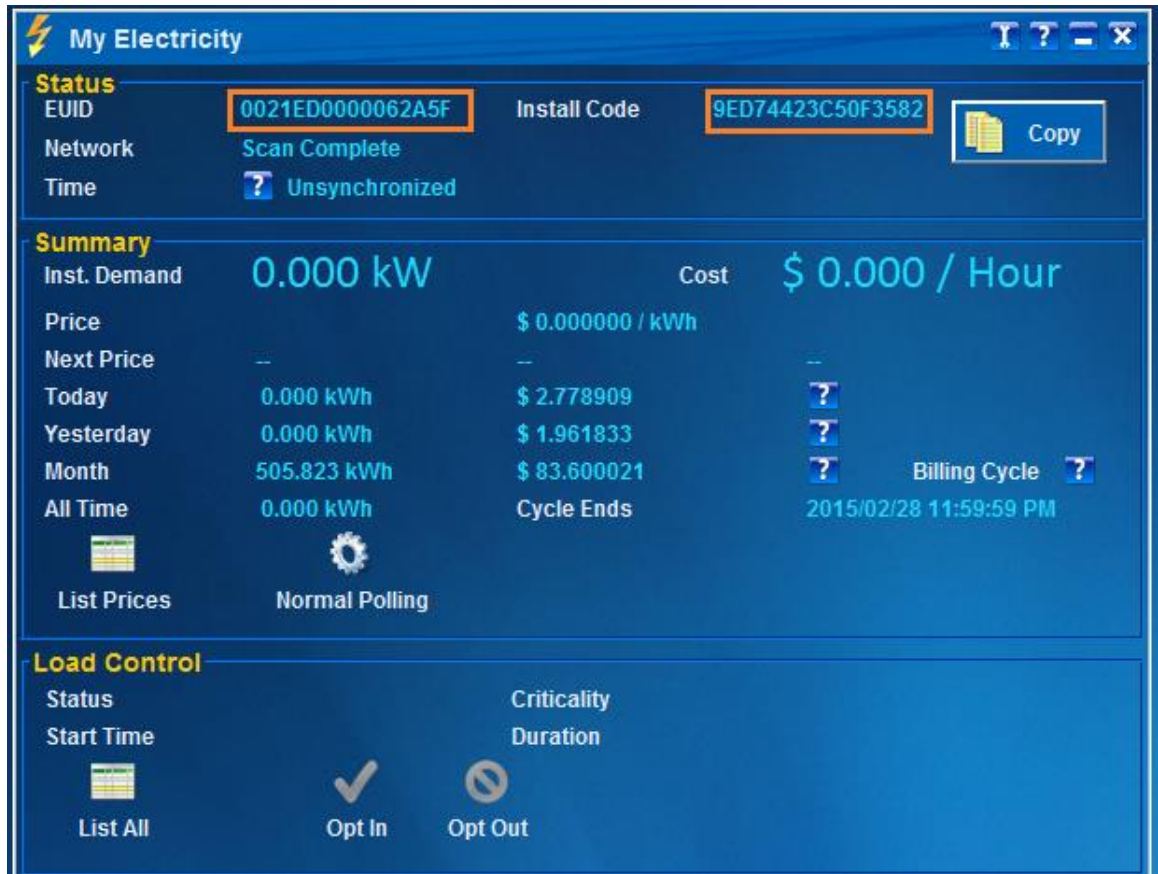 My Electricity
Status
EUID 0021ED0000062A5F Install Code 9ED74423C50F3582 Copy
Network Scan Complete
Time ? Unsynchronized
Summary
Inst. Demand 0.000 kW Cost $ 0.000 / Hour
Price $ 0.000000 / kWh
Next Price -- -- --
Today 0.000 kWh $ 2.778909 ?
Yesterday 0.000 kWh $ 1.961833 ?
Month 505.823 kWh $ 83.600021 ? Billing Cycle ?
All Time 0.000 kWh Cycle Ends 2015/02/28 11:59:59 PM
List Prices Normal Polling
Load Control
Status Criticality
Start Time Duration
List All Opt In Opt Out